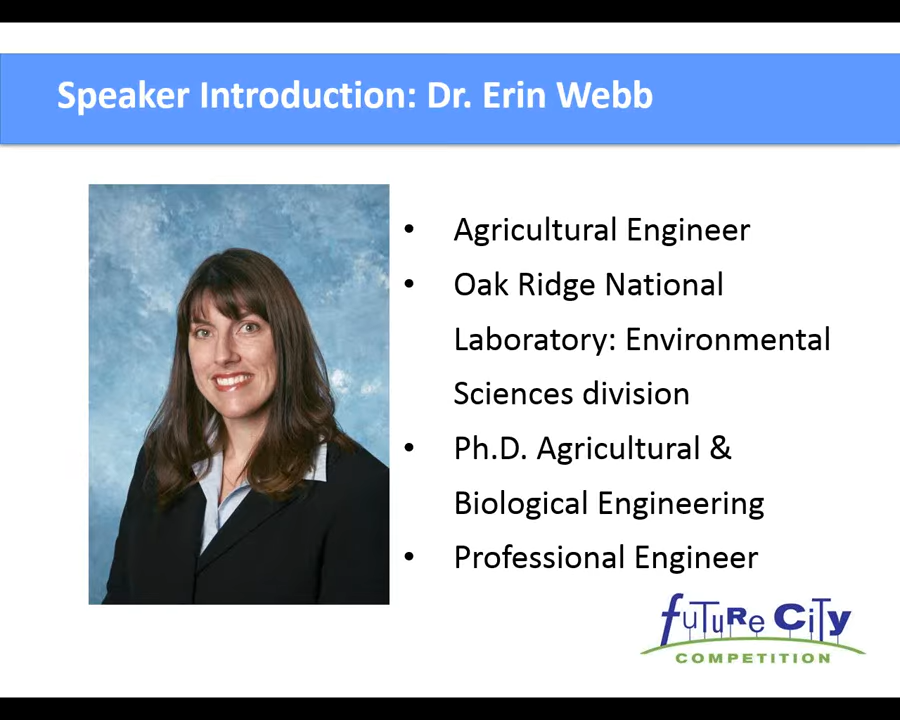 Speaker Introduction: Dr. Erin Webb
• Agricultural Engineer
• Oak Ridge National
Laboratory: Environmental
Sciences division
• Ph.D. Agricultural &
Biological Engineering
• Professional Engineer
fuTuRe CiTy
COMPETITION